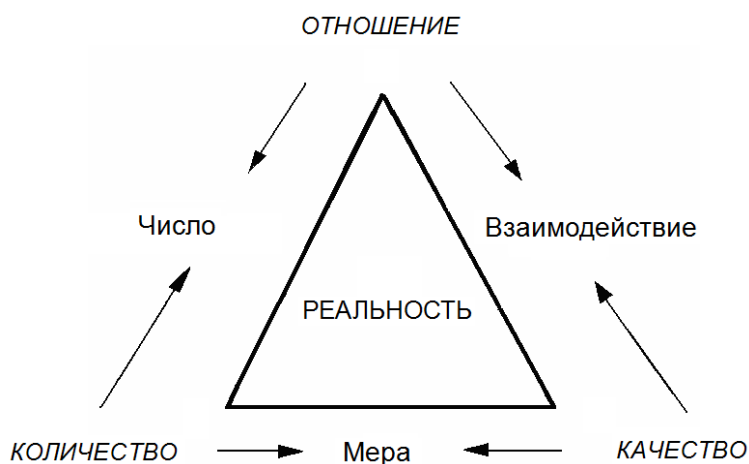 ОТНОШЕНИЕ
Число
Взаимодействие
РЕАЛЬНОСТЬ
КОЛИЧЕСТВО
Мера
КАЧЕСТВО